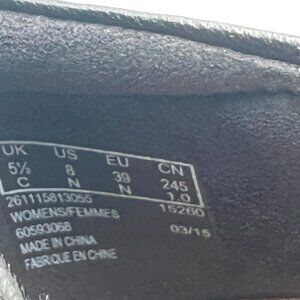 UK US EU CN
5½ 8 39 245
C N N 1.0
261115813055
WOMENS/FEMMES 15260
60593068 03/15
MADE IN CHINA
FABRIQUE EN CHINE